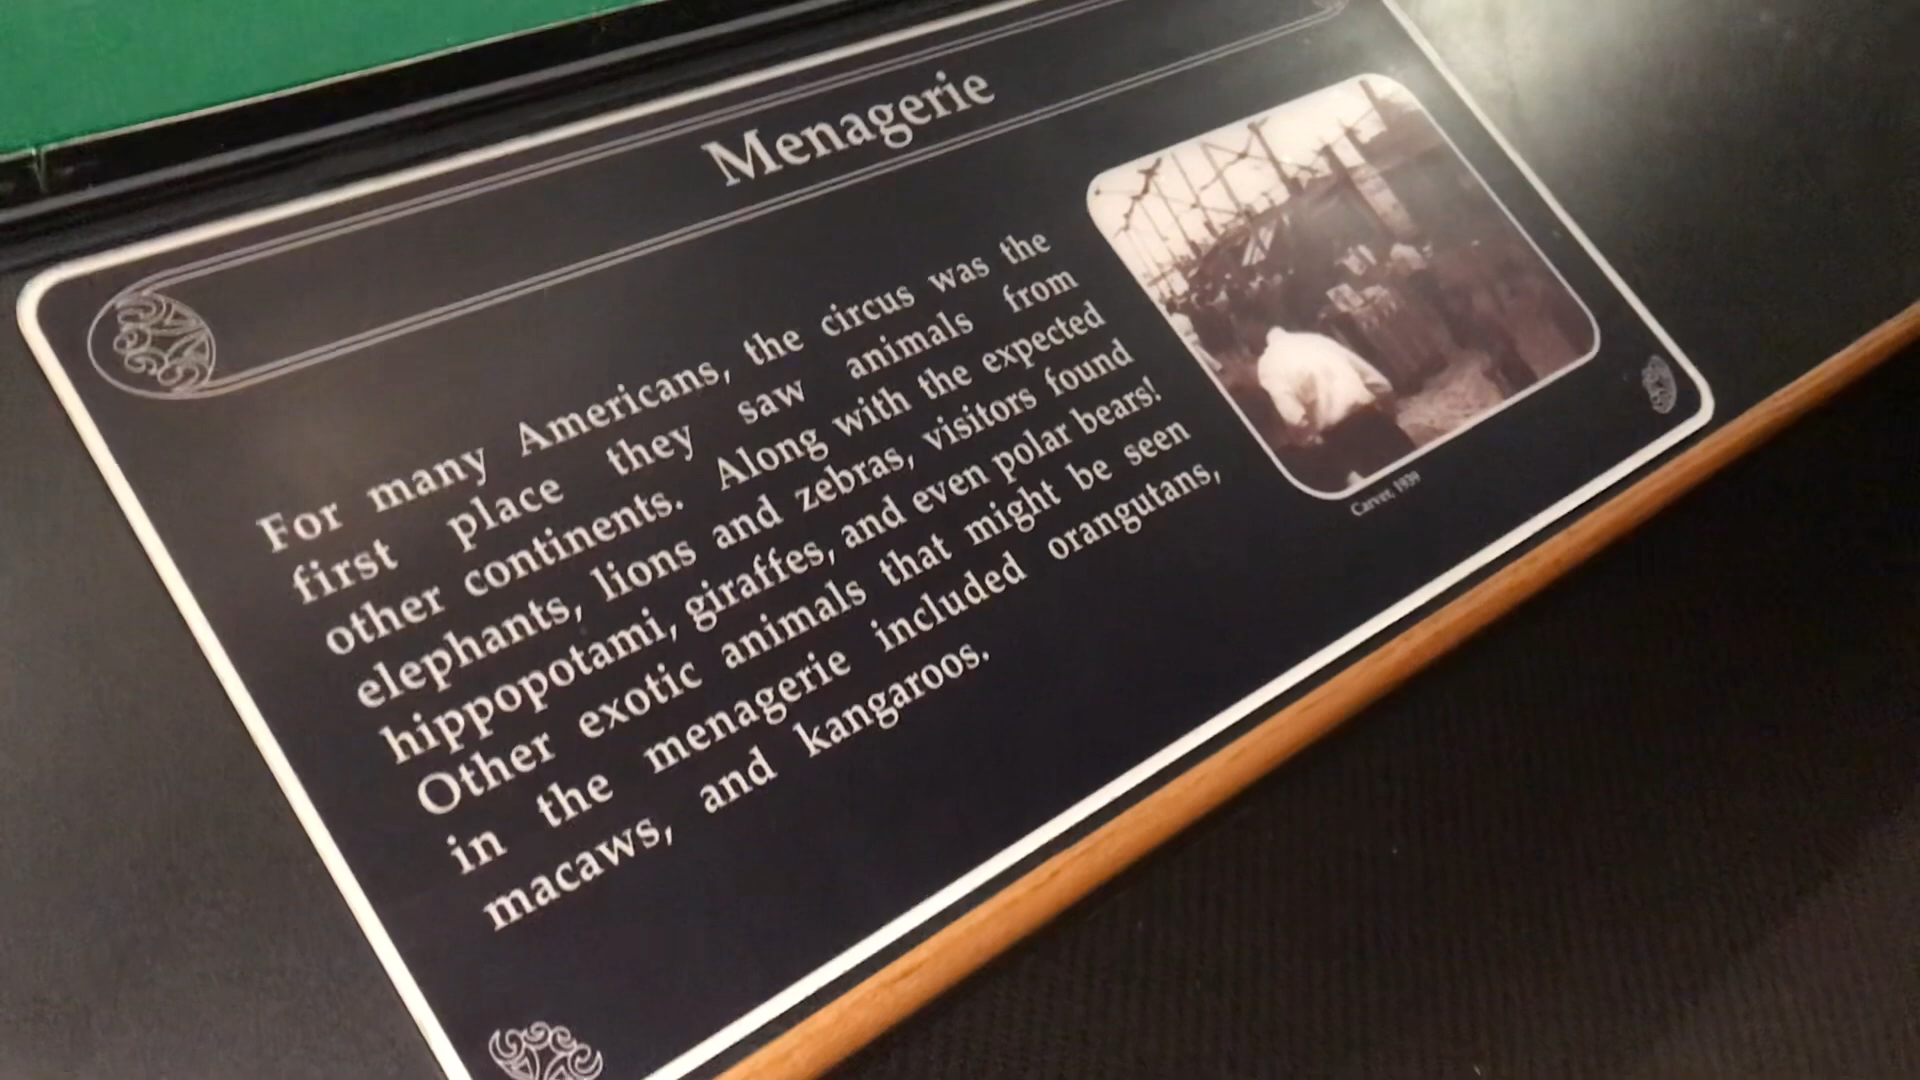 Menagerie
For many Americans, the circus was the
first place they saw animals from
other continents. Along with the expected
elephants, lions and zebras, visitors found
hippopotami, giraffes, and even polar bears!
Other exotic animals that might be seen
in the menagerie included orangutans,
macaws, and kangaroos.
Carver, 1939